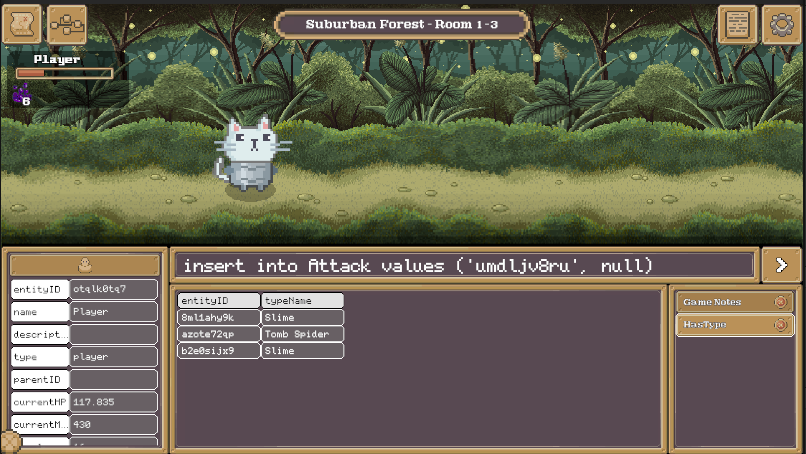 Suburban Forest - Room 1-3
Player
6
insert into Attack values ('umdljv8ru', null)
entityID otqlk0tq7
name Player
descript...
type player
parentID
currentHP 117.835
currentM... 430
entityID typeName
8ml1ahy9k Slime
azote72qp Tomb Spider
b2e0sijx9 Slime
Game Notes
HasType